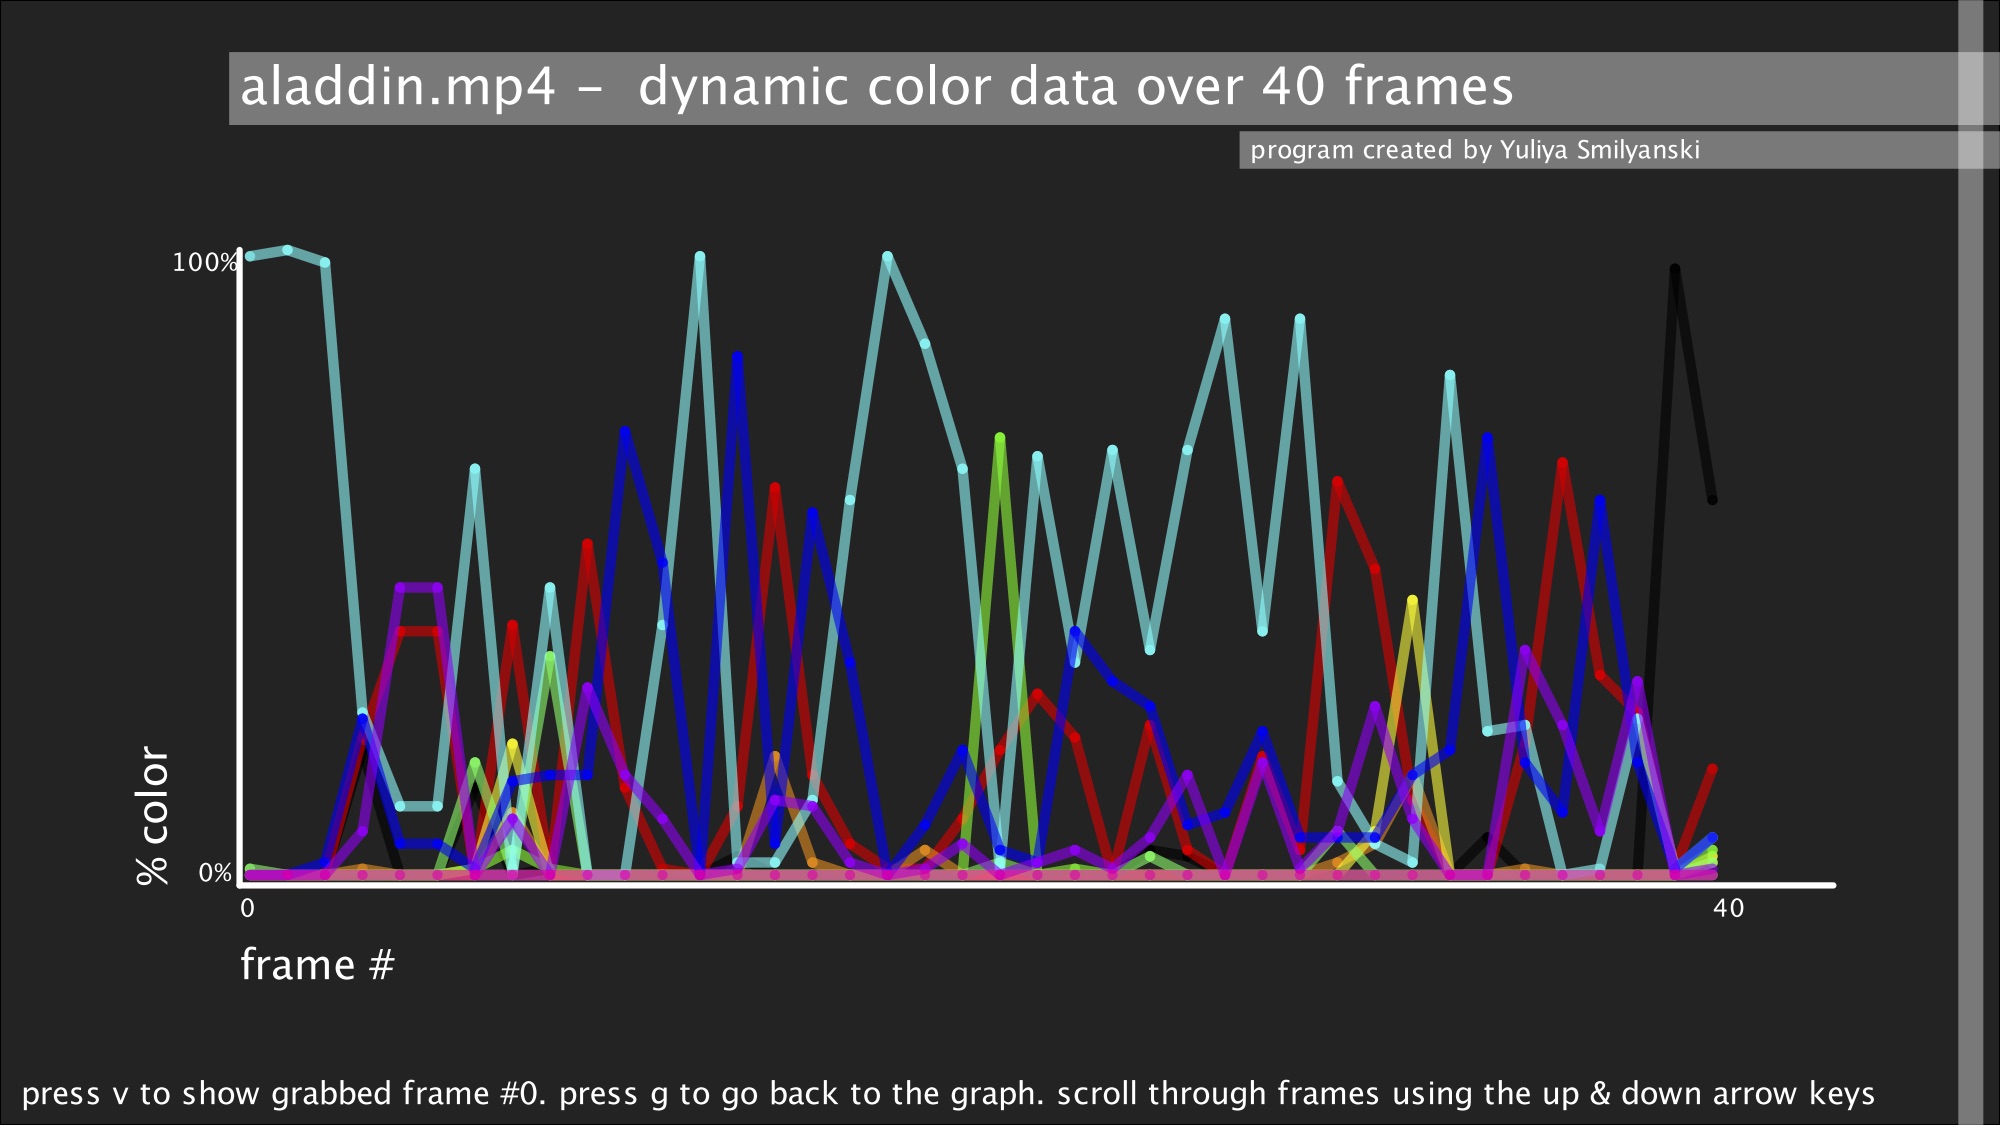 aladdin.mp4 -  dynamic color data over 40 frames
program created by Yuliya Smilyanski
100%
% color
0%
0
40
frame #
press v to show grabbed frame #0. press g to go back to the graph. scroll through frames using the up & down arrow keys